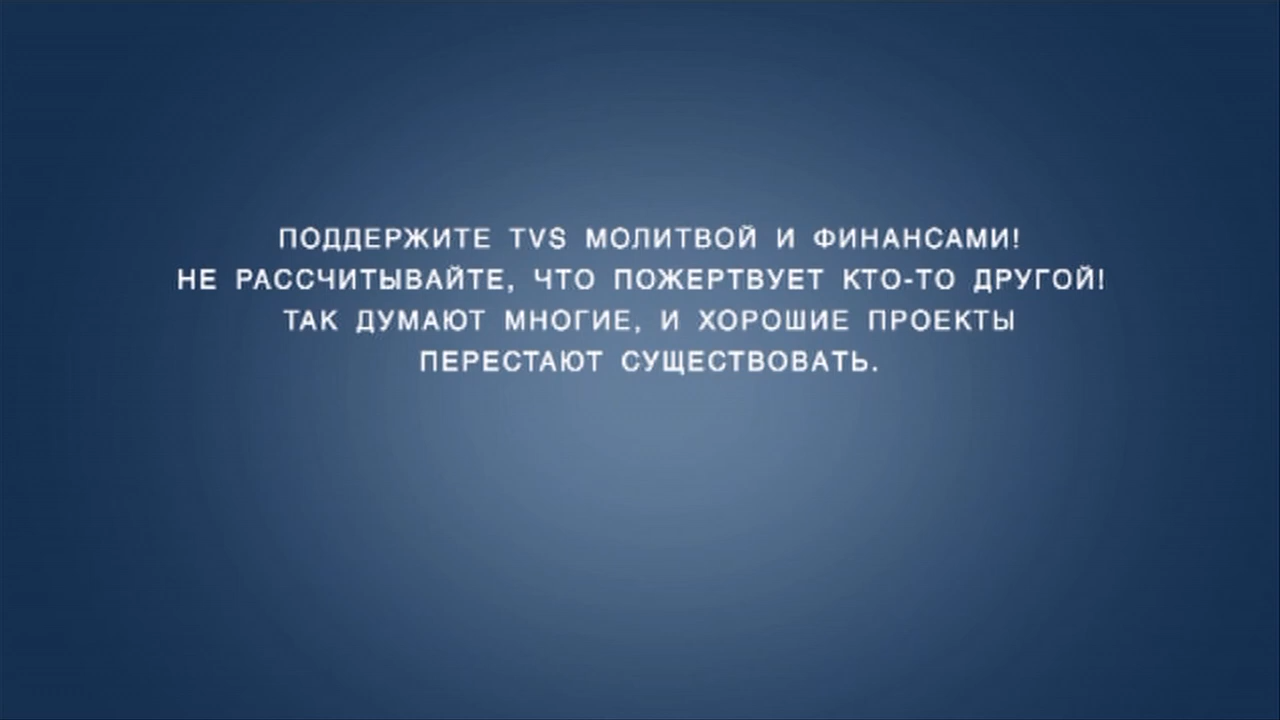 ПОДДЕРЖИТЕ TVS МОЛИТВОЙ И ФИНАНСАМИ!
НЕ РАССЧИТЫВАЙТЕ, ЧТО ПОЖЕРТВУЕТ КТО-ТО ДРУГОЙ!
ТАК ДУМАЮТ МНОГИЕ, И ХОРОШИЕ ПРОЕКТЫ
ПЕРЕСТАЮТ СУЩЕСТВОВАТЬ.